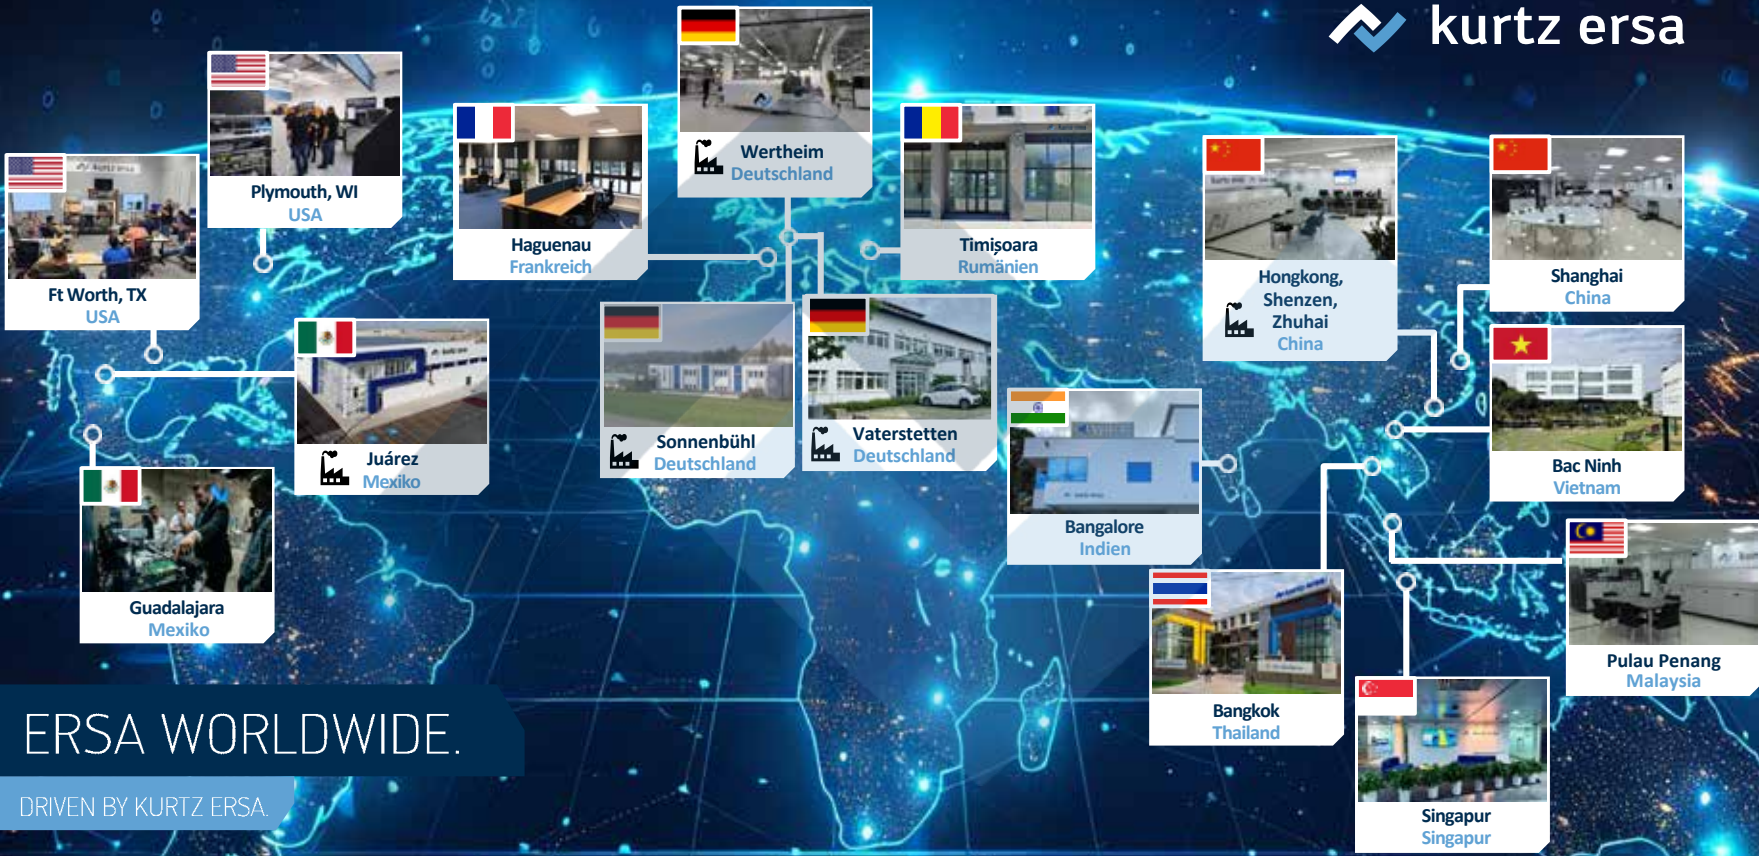 kurtz ersa
Plymouth, WI
USA
Ft Worth, TX
USA
Haguenau
Frankreich
Wertheim
Deutschland
Timișoara
Rumänien
Hongkong,
Shenzen,
Zhuhai
China
Shanghai
China
Juárez
Mexiko
Sonnenbühl
Deutschland
Vaterstetten
Deutschland
Bac Ninh
Vietnam
Bangalore
Indien
Guadalajara
Mexiko
Pulau Penang
Malaysia
Bangkok
Thailand
Singapur
Singapur
ERSA WORLDWIDE.
DRIVEN BY KURTZ ERSA.